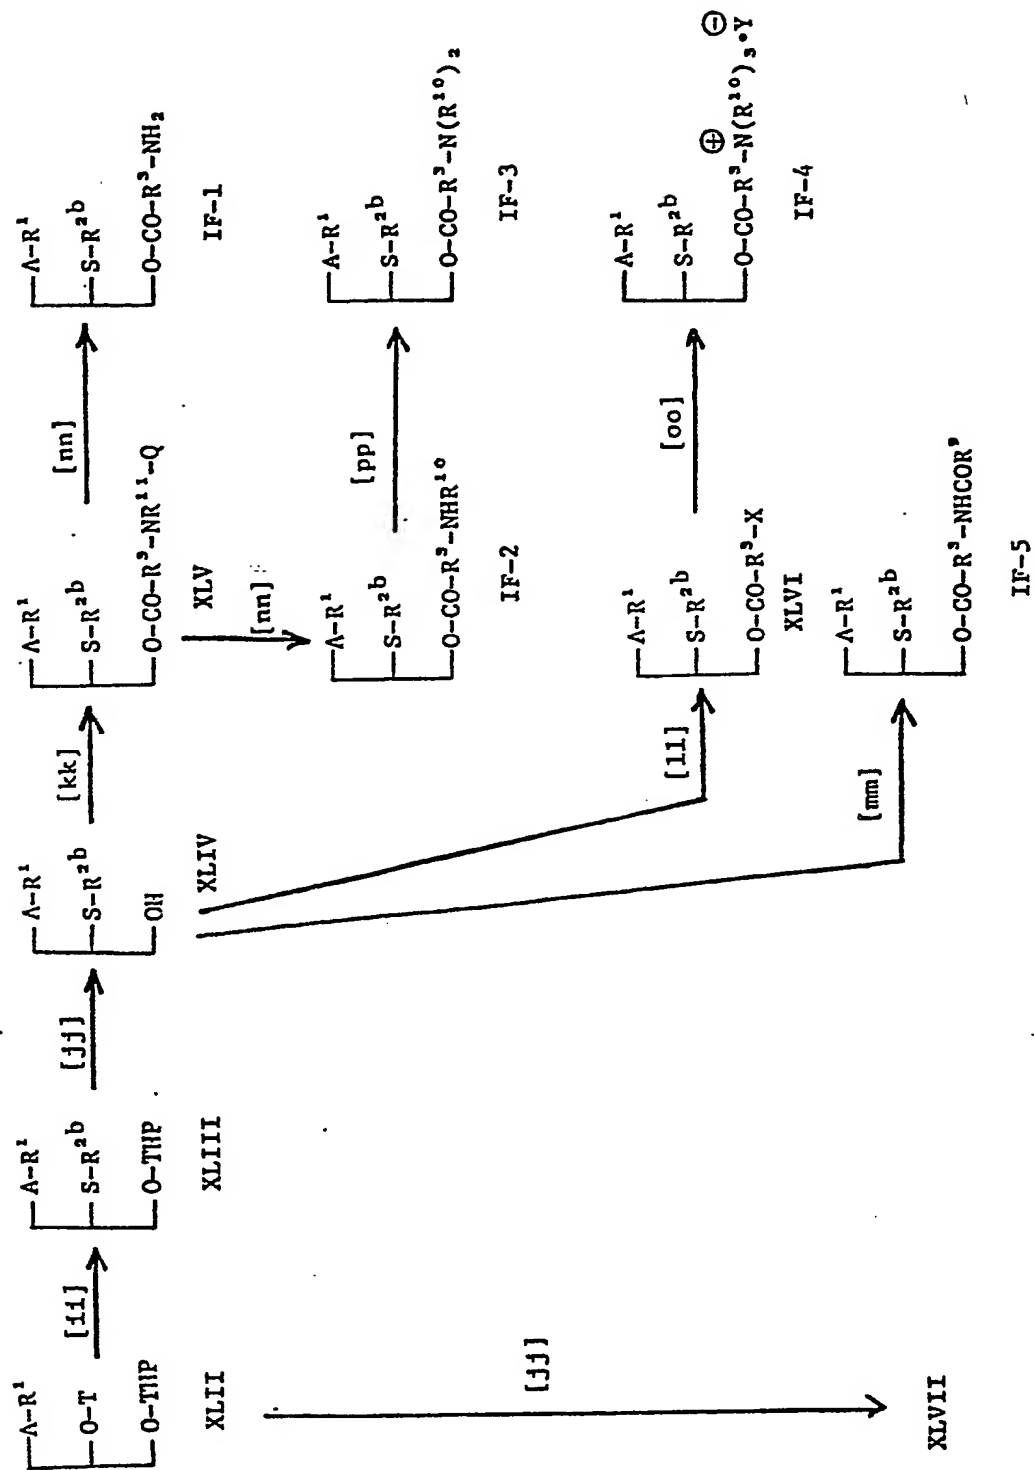 A-R¹
O-T
O-THP
XLII
[ii]
A-R¹
S-R²ᵇ
O-THP
XLIII
[jj]
A-R¹
S-R²ᵇ
OH
XLIV
[kk]
A-R¹
S-R²ᵇ
O-CO-R³-NR¹¹-Q
XLV
[nn]
A-R¹
S-R²ᵇ
O-CO-R³-NH₂
IF-1
[nn]
A-R¹
S-R²ᵇ
O-CO-R³-NHR¹⁰
IF-2
[pp]
A-R¹
S-R²ᵇ
O-CO-R³-N(R¹⁰)₂
IF-3
[ll]
A-R¹
S-R²ᵇ
O-CO-R³-X
XLVI
[oo]
A-R¹
S-R²ᵇ
⊕ ⊖
O-CO-R³-N(R¹⁰)₃•Y
IF-4
[mm]
A-R¹
S-R²ᵇ
O-CO-R³-NHCOR⁹
IF-5
[jj]
XLVII